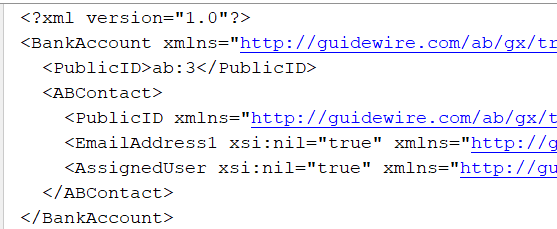 <?xml version="1.0"?>
<BankAccount xmlns="http://guidewire.com/ab/gx/tr
<PublicID>ab:3</PublicID>
<ABContact>
<PublicID xmlns="http://guidewire.com/ab/gx/t
<EmailAddress1 xsi:nil="true" xmlns="http://g
<AssignedUser xsi:nil="true" xmlns="http://gu
</ABContact>
</BankAccount>